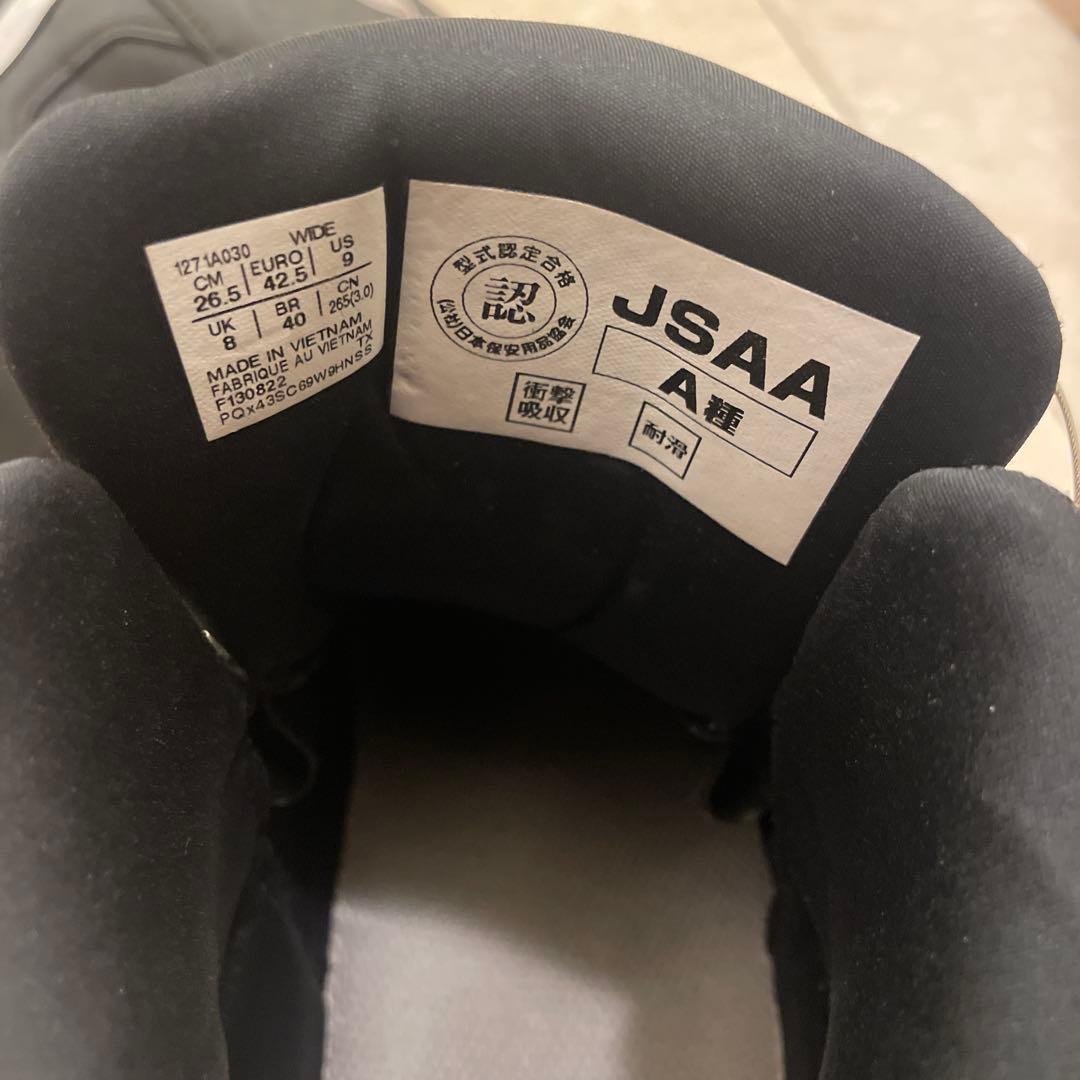 1271A030 WIDE
CM EURO US
26.5 42.5 9
UK BR CN
8 40 265(3.0)
MADE IN VIETNAM
FABRIQUE AU VIETNAM
F130822 TX
PQx43SC69W9HNSS
型式認定合格
認
(公社)日本保安用品協会
JSAA
A種
衝撃
吸収
耐滑